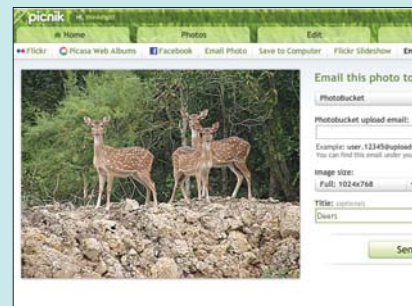 picnik
Home Photos Edit
Flickr Picasa Web Albums Facebook Email Photo Save to Computer Flickr Slideshow
Email this photo to
PhotoBucket
Photobucket upload email:
Example: user.12345@upload
You can find this email under you
Image size:
Full: 1024x768
Title: (optional)
Deers
Sen